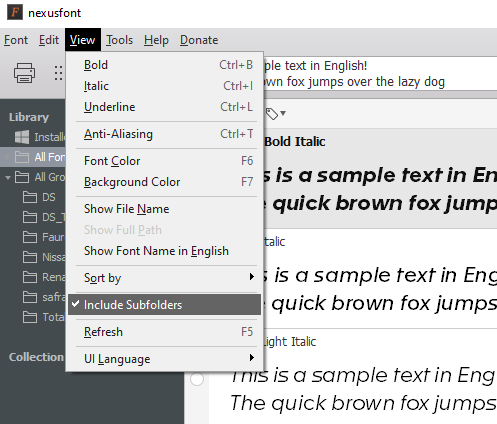 nexusfont
Font Edit View Tools Help Donate
Bold Ctrl+B
Italic Ctrl+I
Underline Ctrl+L
Anti-Aliasing Ctrl+T
Font Color F6
Background Color F7
Show File Name
Show Full Path
Show Font Name in English
Sort by
Include Subfolders
Refresh F5
UI Language
Library
Installe
All Fon
All Gro
DS
DS_T
Faur
Nissa
Rena
safra
Tota
Collection
ple text in English!
own fox jumps over the lazy dog
Bold Italic
s is a sample text in En
e quick brown fox jump
talic
s is a sample text in Eng
e quick brown fox jumps
ight Italic
This is a sample text in Eng
The quick brown fox jumps